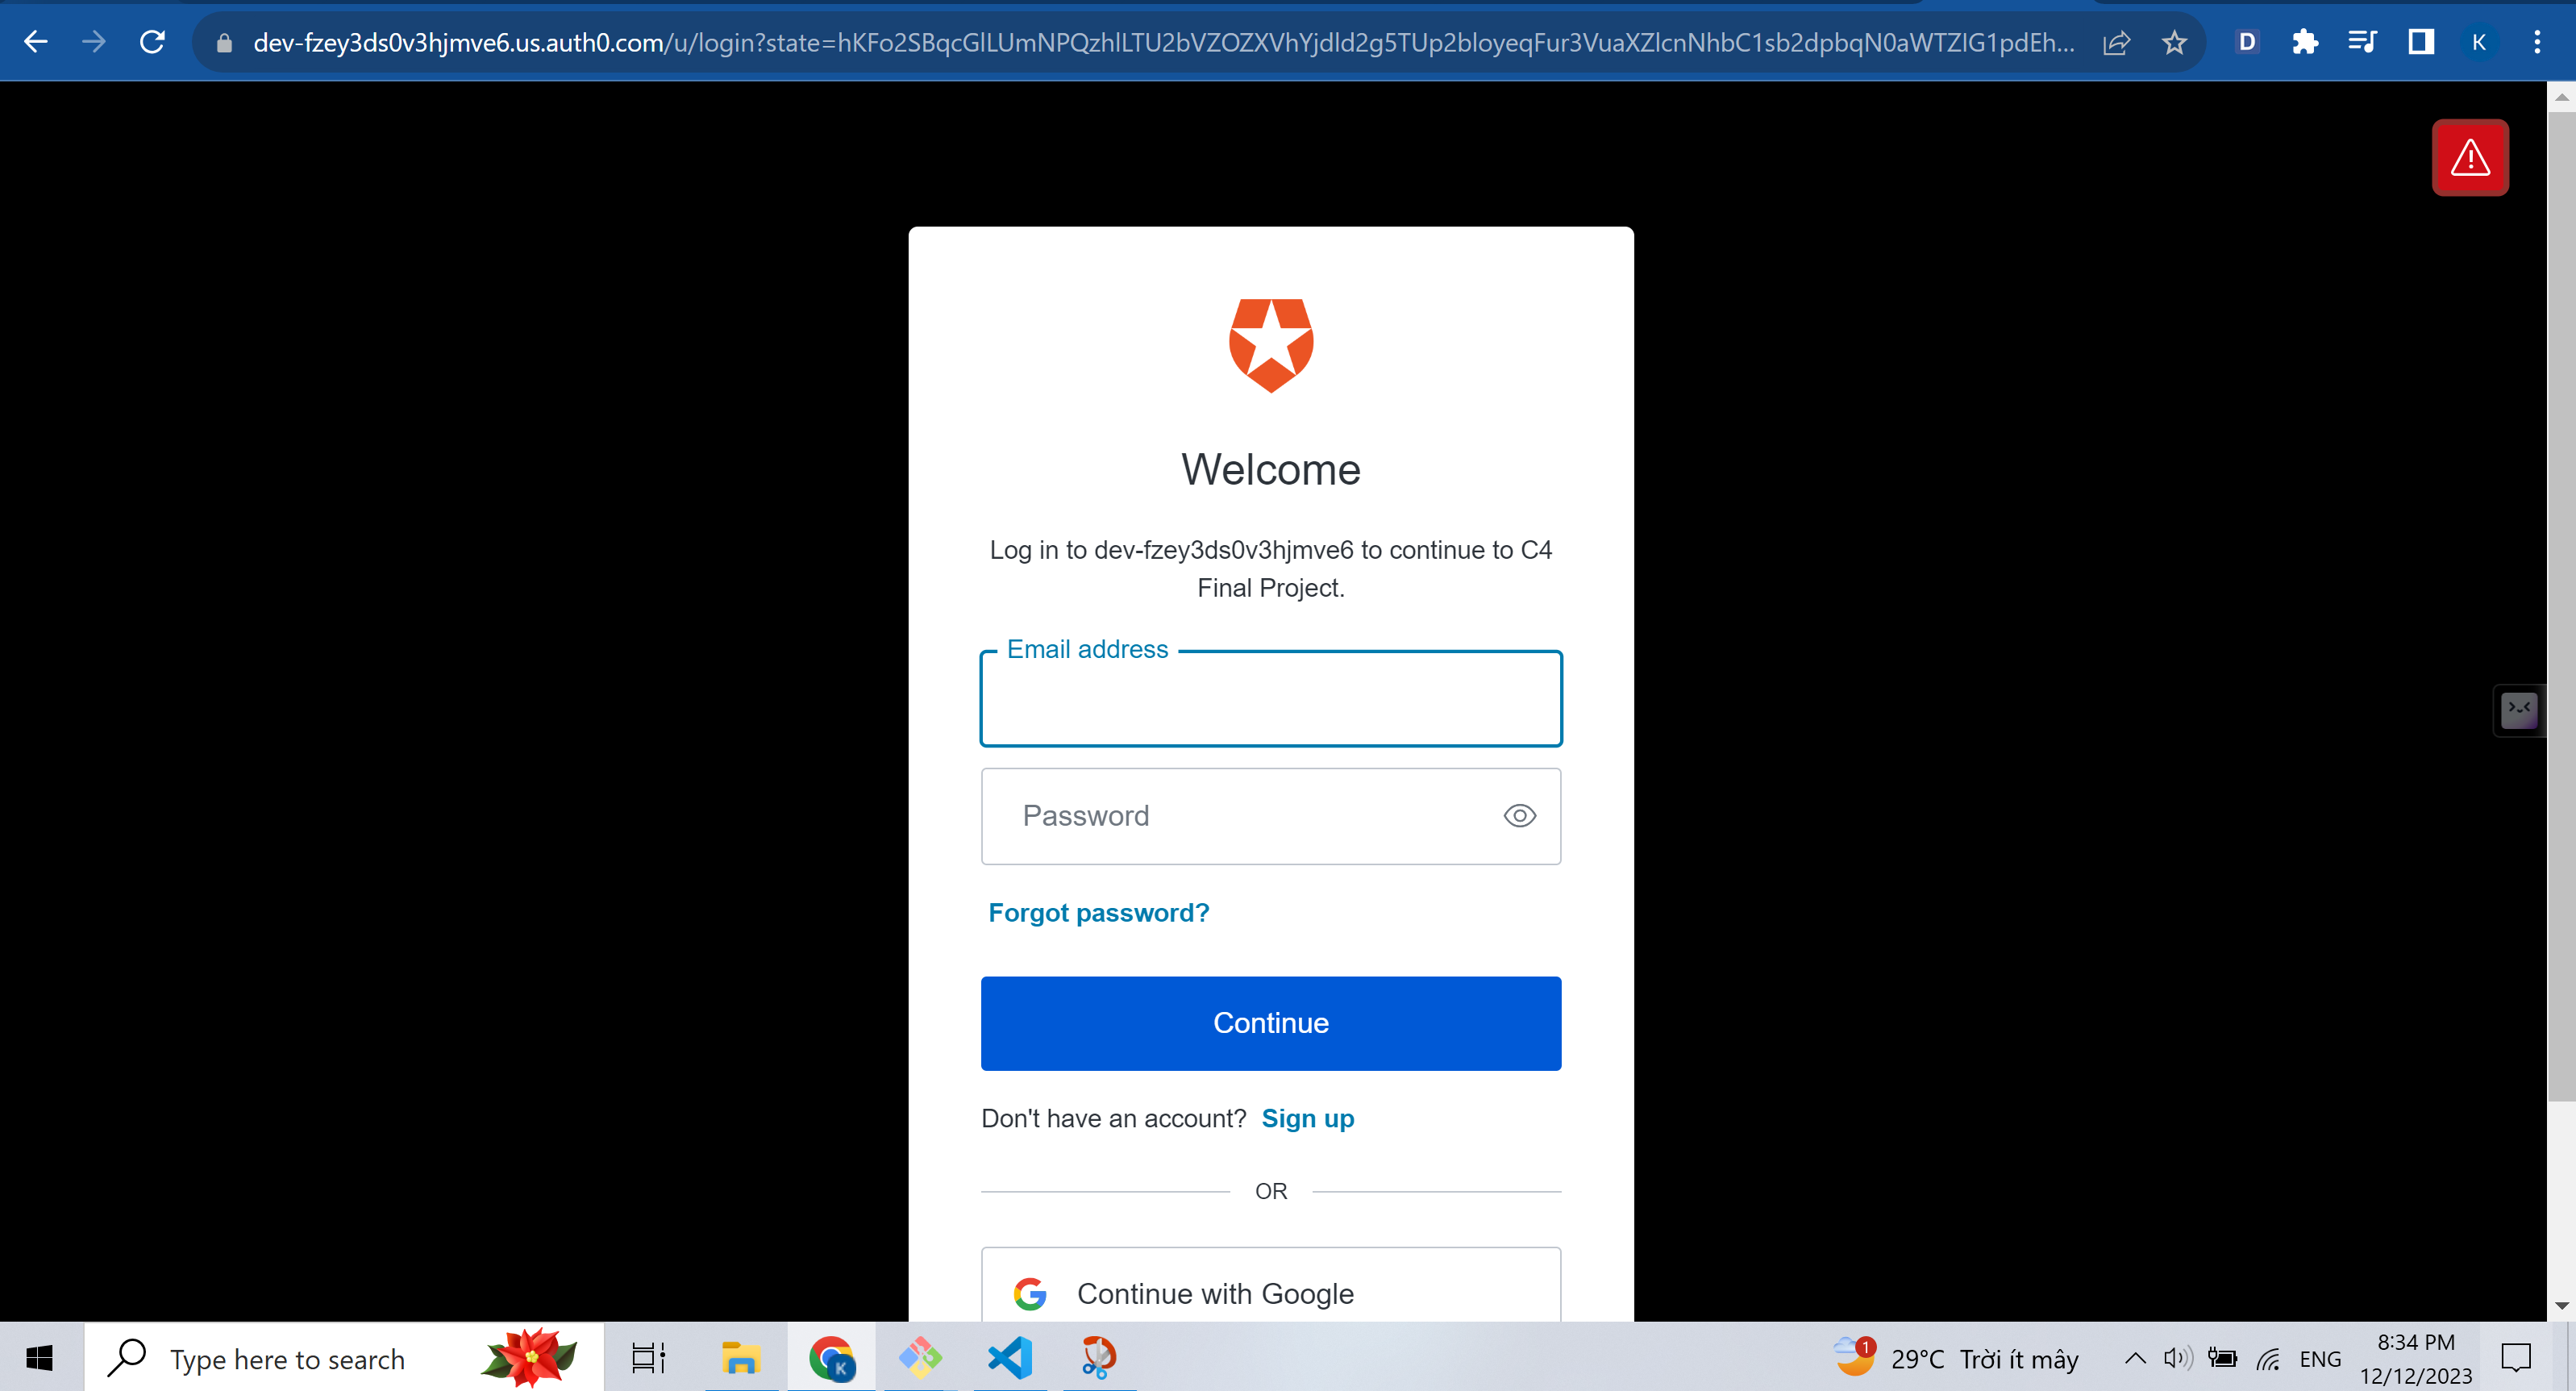 dev-fzey3ds0v3hjmve6.us.auth0.com/u/login?state=hKFo2SBqcGlLUmNPQzhlLTU2bVZOZXVhYjdld2g5TUp2bloyeqFur3VuaXZlcnNhbC1sb2dpbqN0aWTZIG1pdEh...
D
K
Welcome
Log in to dev-fzey3ds0v3hjmve6 to continue to C4
Final Project.
Email address
Password
Forgot password?
Continue
Don't have an account? Sign up
OR
Continue with Google
Type here to search
K
1
29°C Trời ít mây
ENG
8:34 PM
12/12/2023